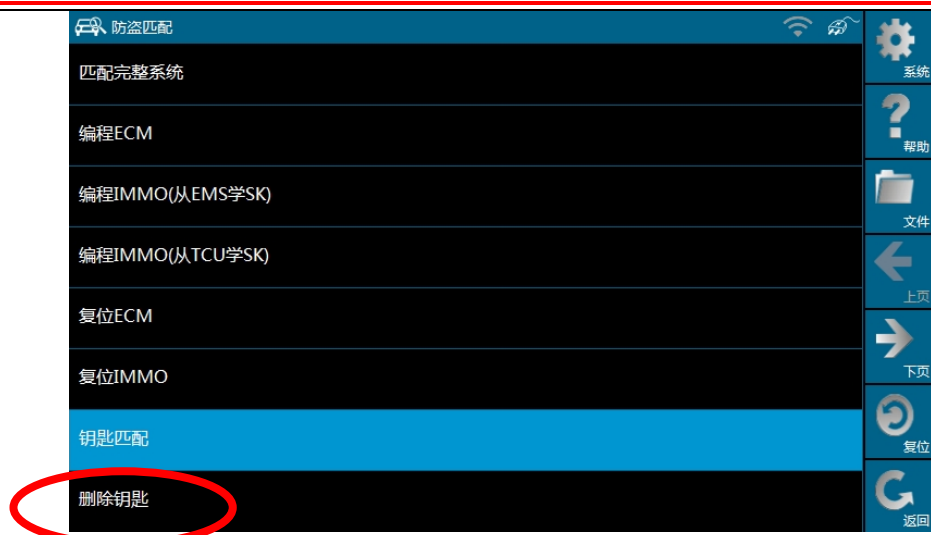 防盗匹配
匹配完整系统
编程ECM
编程IMMO(从EMS学SK)
编程IMMO(从TCU学SK)
复位ECM
复位IMMO
钥匙匹配
删除钥匙
系统
帮助
文件
上页
下页
复位
返回